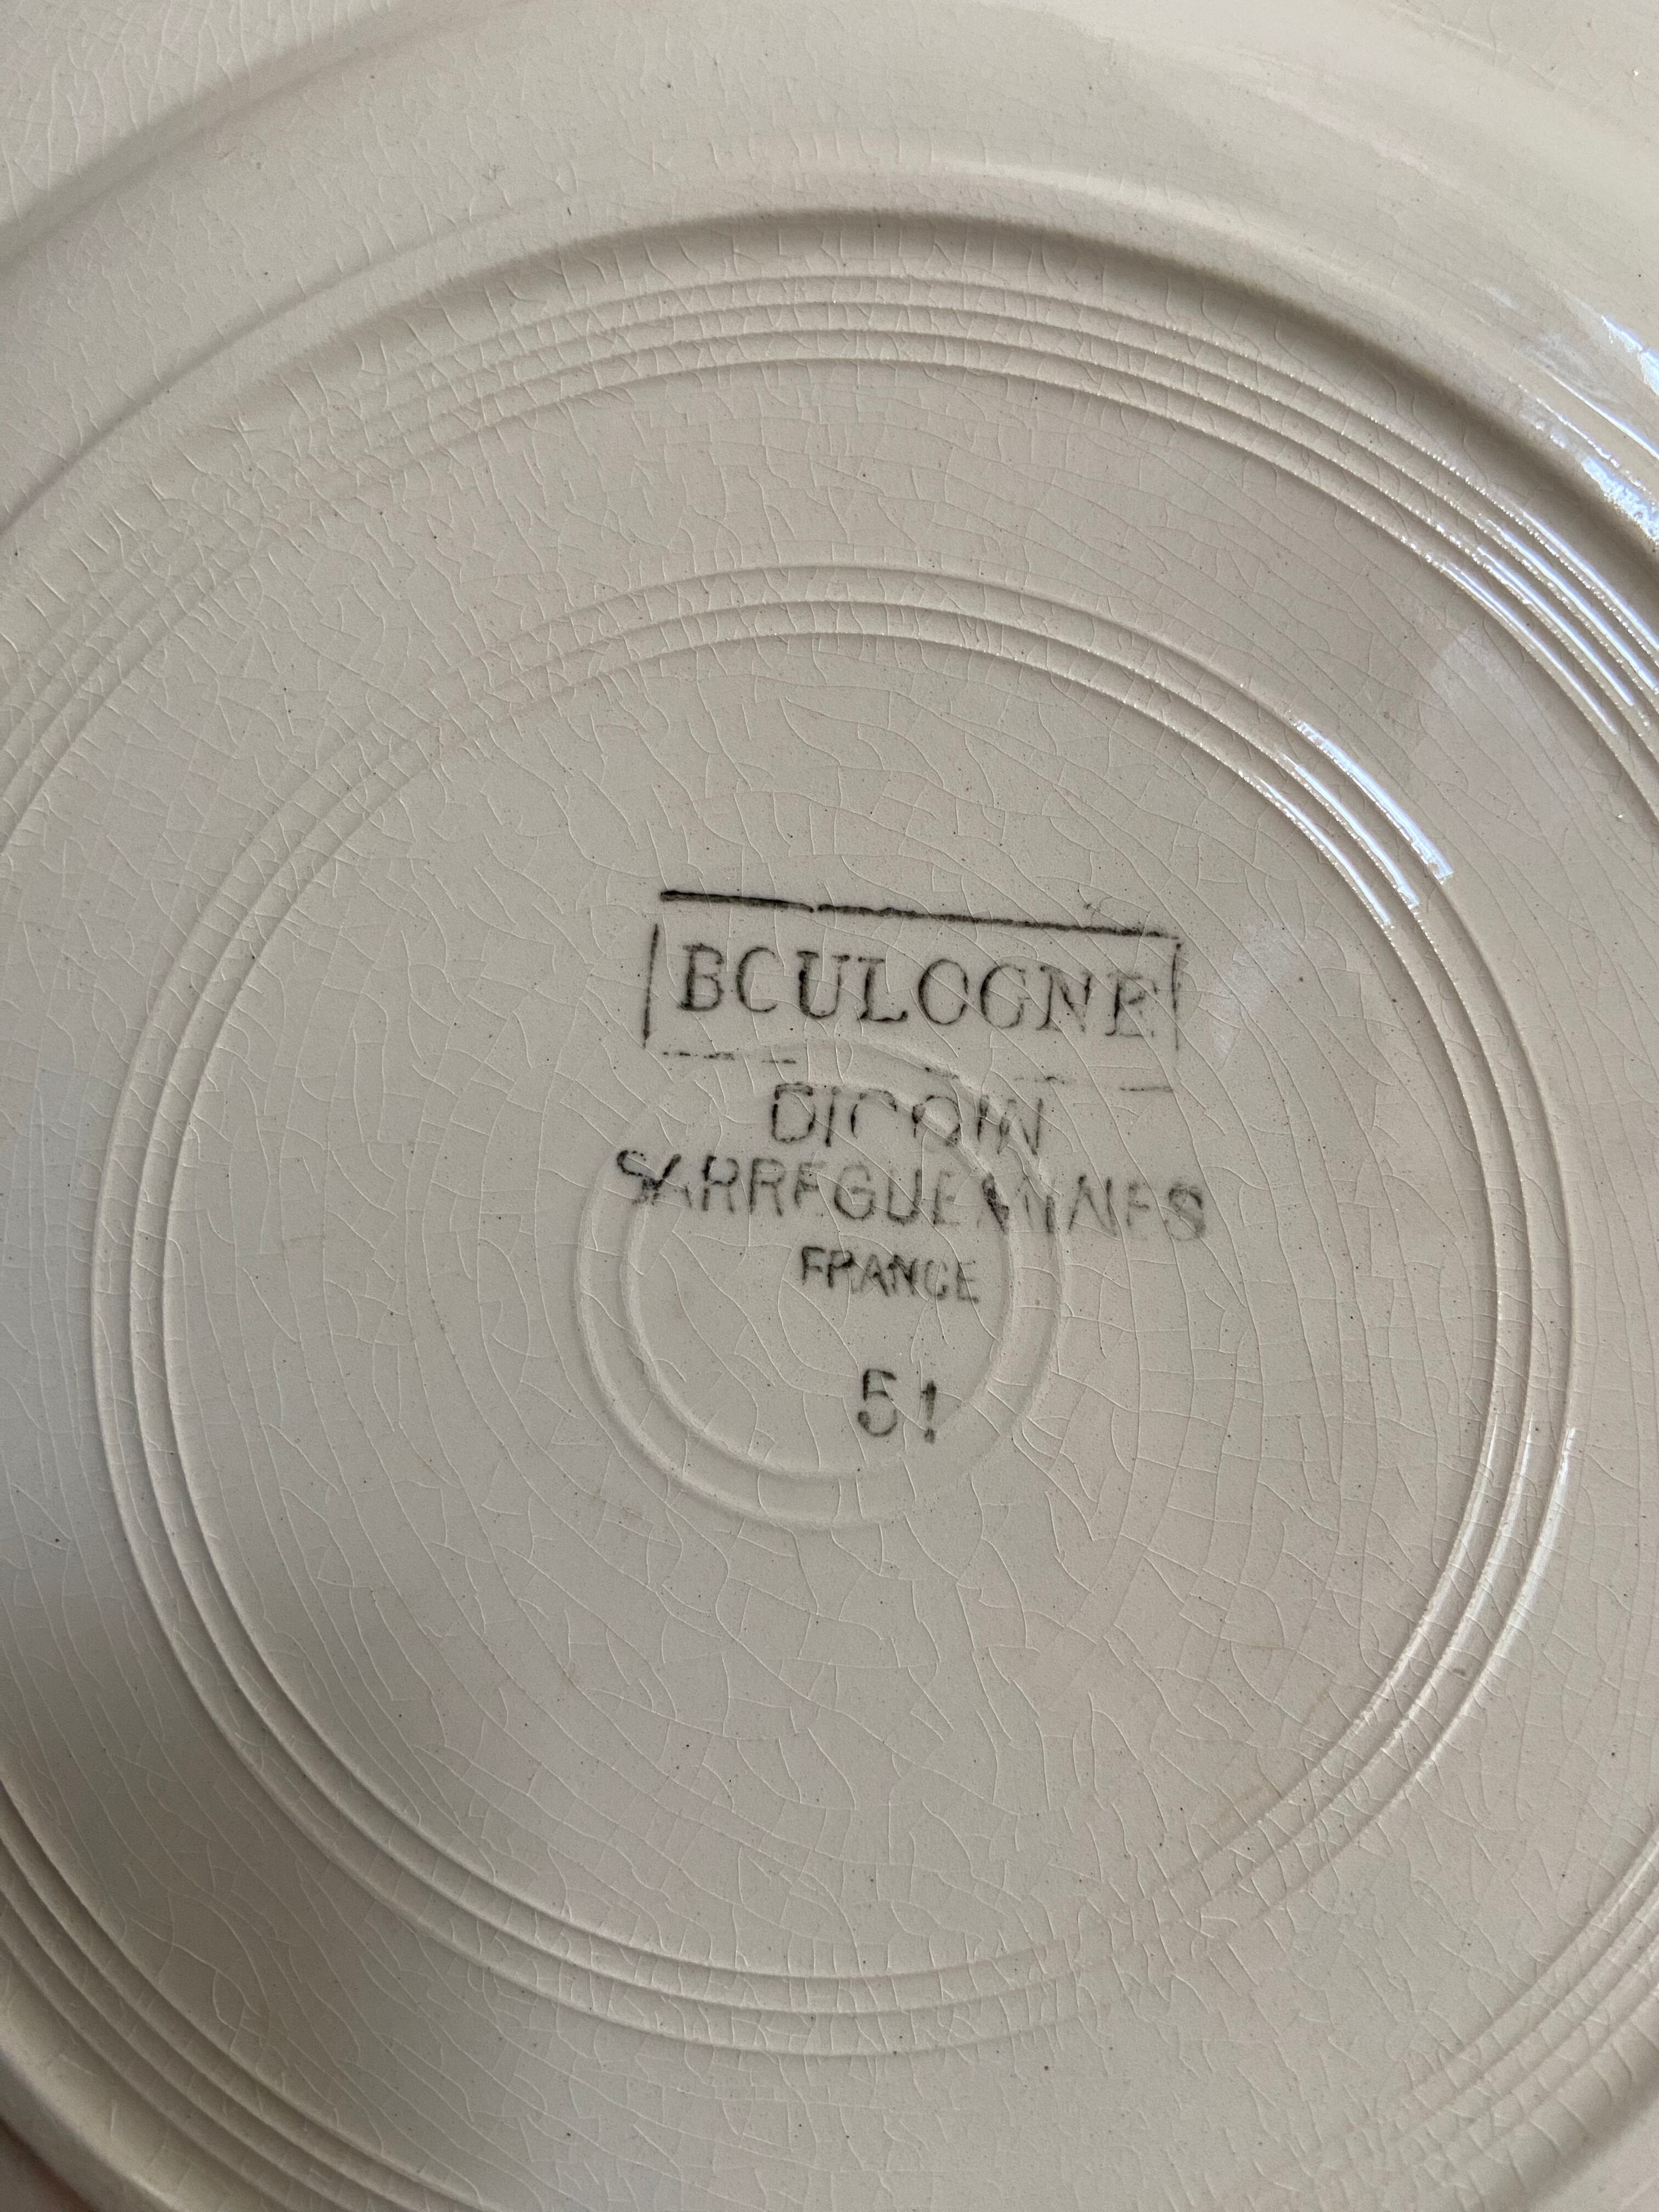 BOULOGNE
DIGOIN
SARREGUEMINES
FRANCE
51